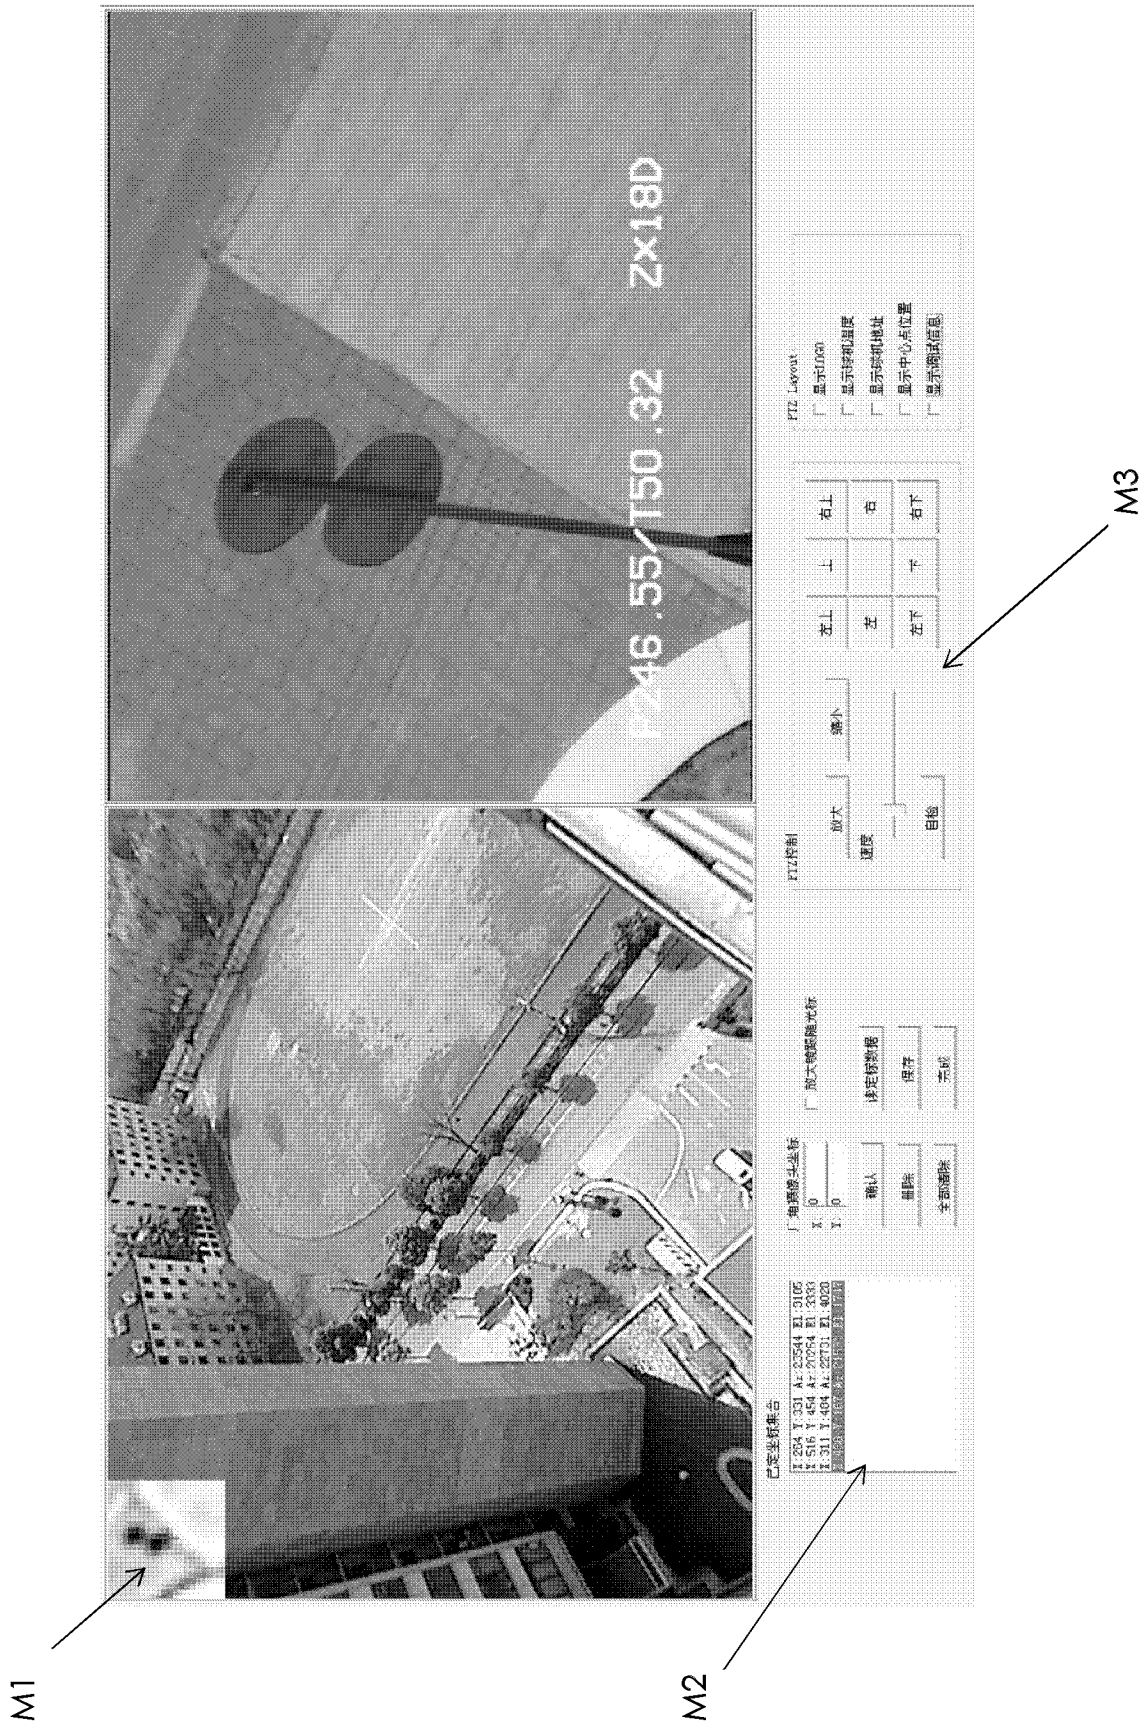 M1
P/46.55/T50.32 Zx18D
已定坐标集合
X:264 Y:331 Az:23544 El 3105
X:516 Y:454 Az:20254 El 3333
X:311 Y:404 Az:22731 El 4020
广角摄像头坐标
X 0
Y 0
确认
删除
全部清除
放大镜跟随光标
读定标数据
保存
完成
PTZ控制
放大 缩小
速度
自检
左上 上 右上
左 右
左下 下 右下
PTZ Layout
显示LOGO
显示球机温度
显示球机地址
显示中心点位置
显示调试信息
M2
M3